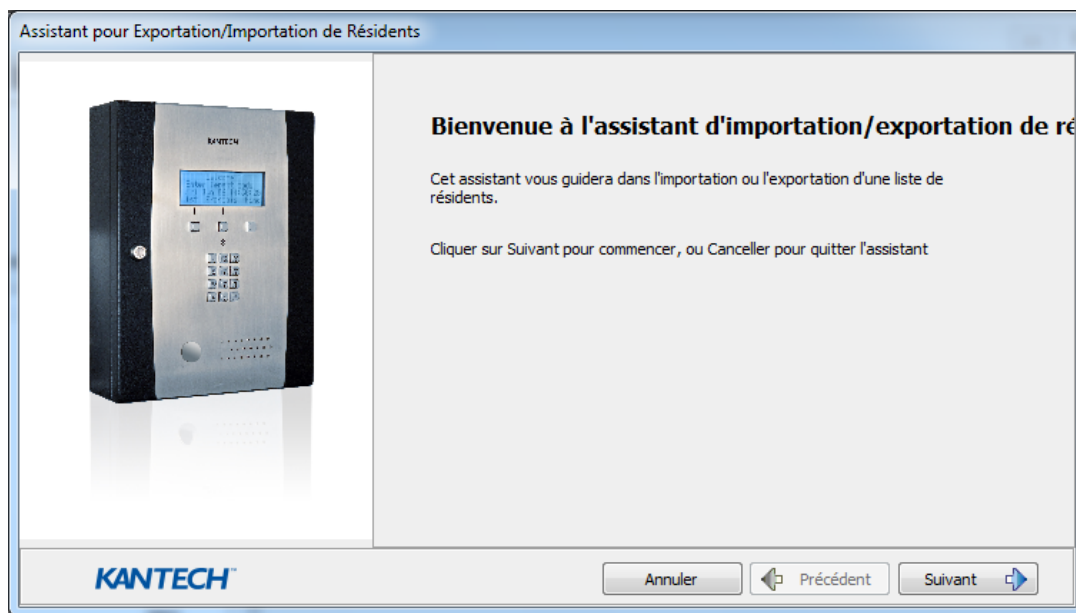 Assistant pour Exportation/Importation de Résidents
KANTECH
Bienvenue à l'assistant d'importation/exportation de ré
Cet assistant vous guidera dans l'importation ou l'exportation d'une liste de
résidents.
Cliquer sur Suivant pour commencer, ou Canceller pour quitter l'assistant
KANTECH
Annuler
Précédent
Suivant